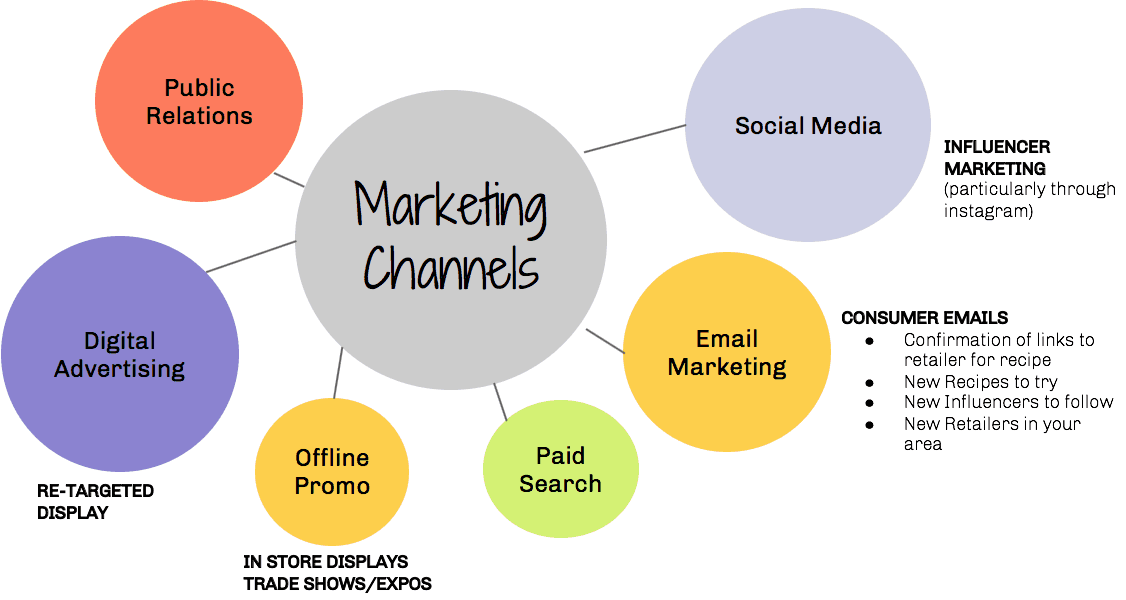 Public
Relations
Social Media
INFLUENCER
MARKETING
(particularly through
instagram)
Marketing
Channels
Digital
Advertising
RE-TARGETED
DISPLAY
Email
Marketing
CONSUMER EMAILS
● Confirmation of links to
retailer for recipe
● New Recipes to try
● New Influencers to follow
● New Retailers in your
area
Offline
Promo
IN STORE DISPLAYS
TRADE SHOWS/EXPOS
Paid
Search